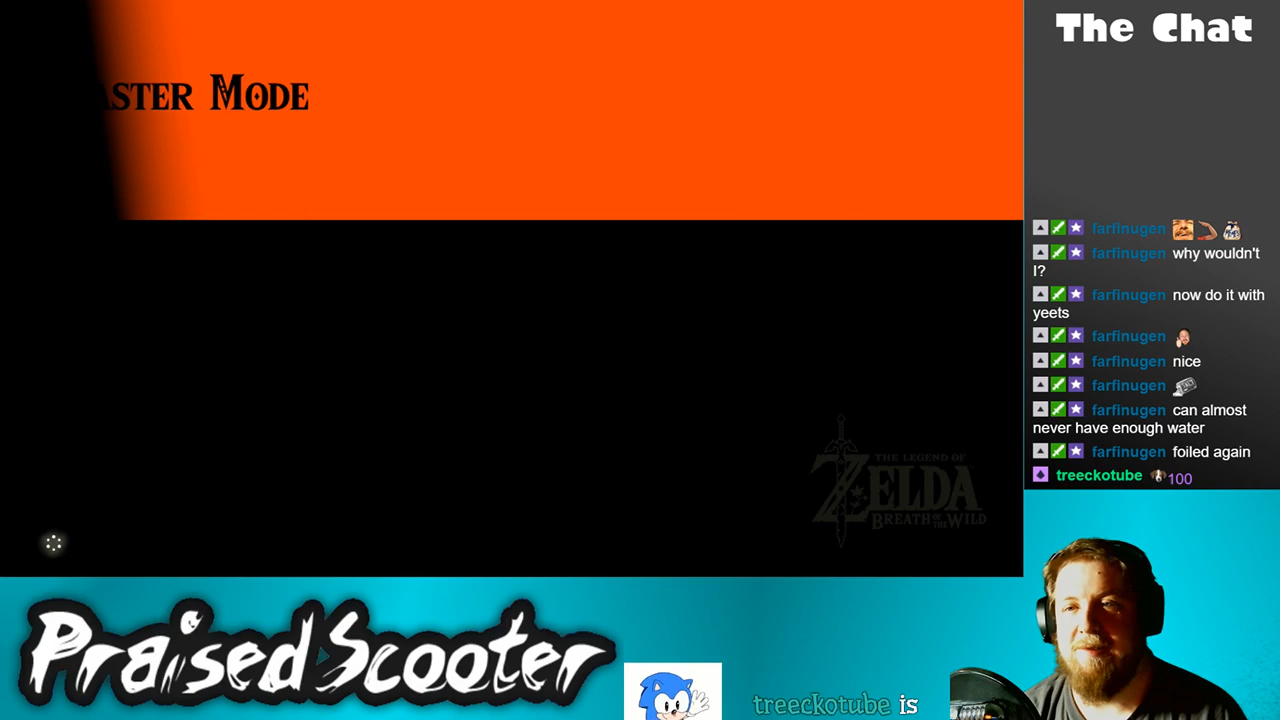 The Chat
ASTER MODE
farfinugen
farfinugen why wouldn't
I?
farfinugen now do it with
yeets
farfinugen
farfinugen nice
farfinugen
farfinugen can almost
never have enough water
farfinugen foiled again
treeckotube 100
THE LEGEND OF
ZELDA
BREATH OF THE WILD
PraisedScooter
treeckotube is